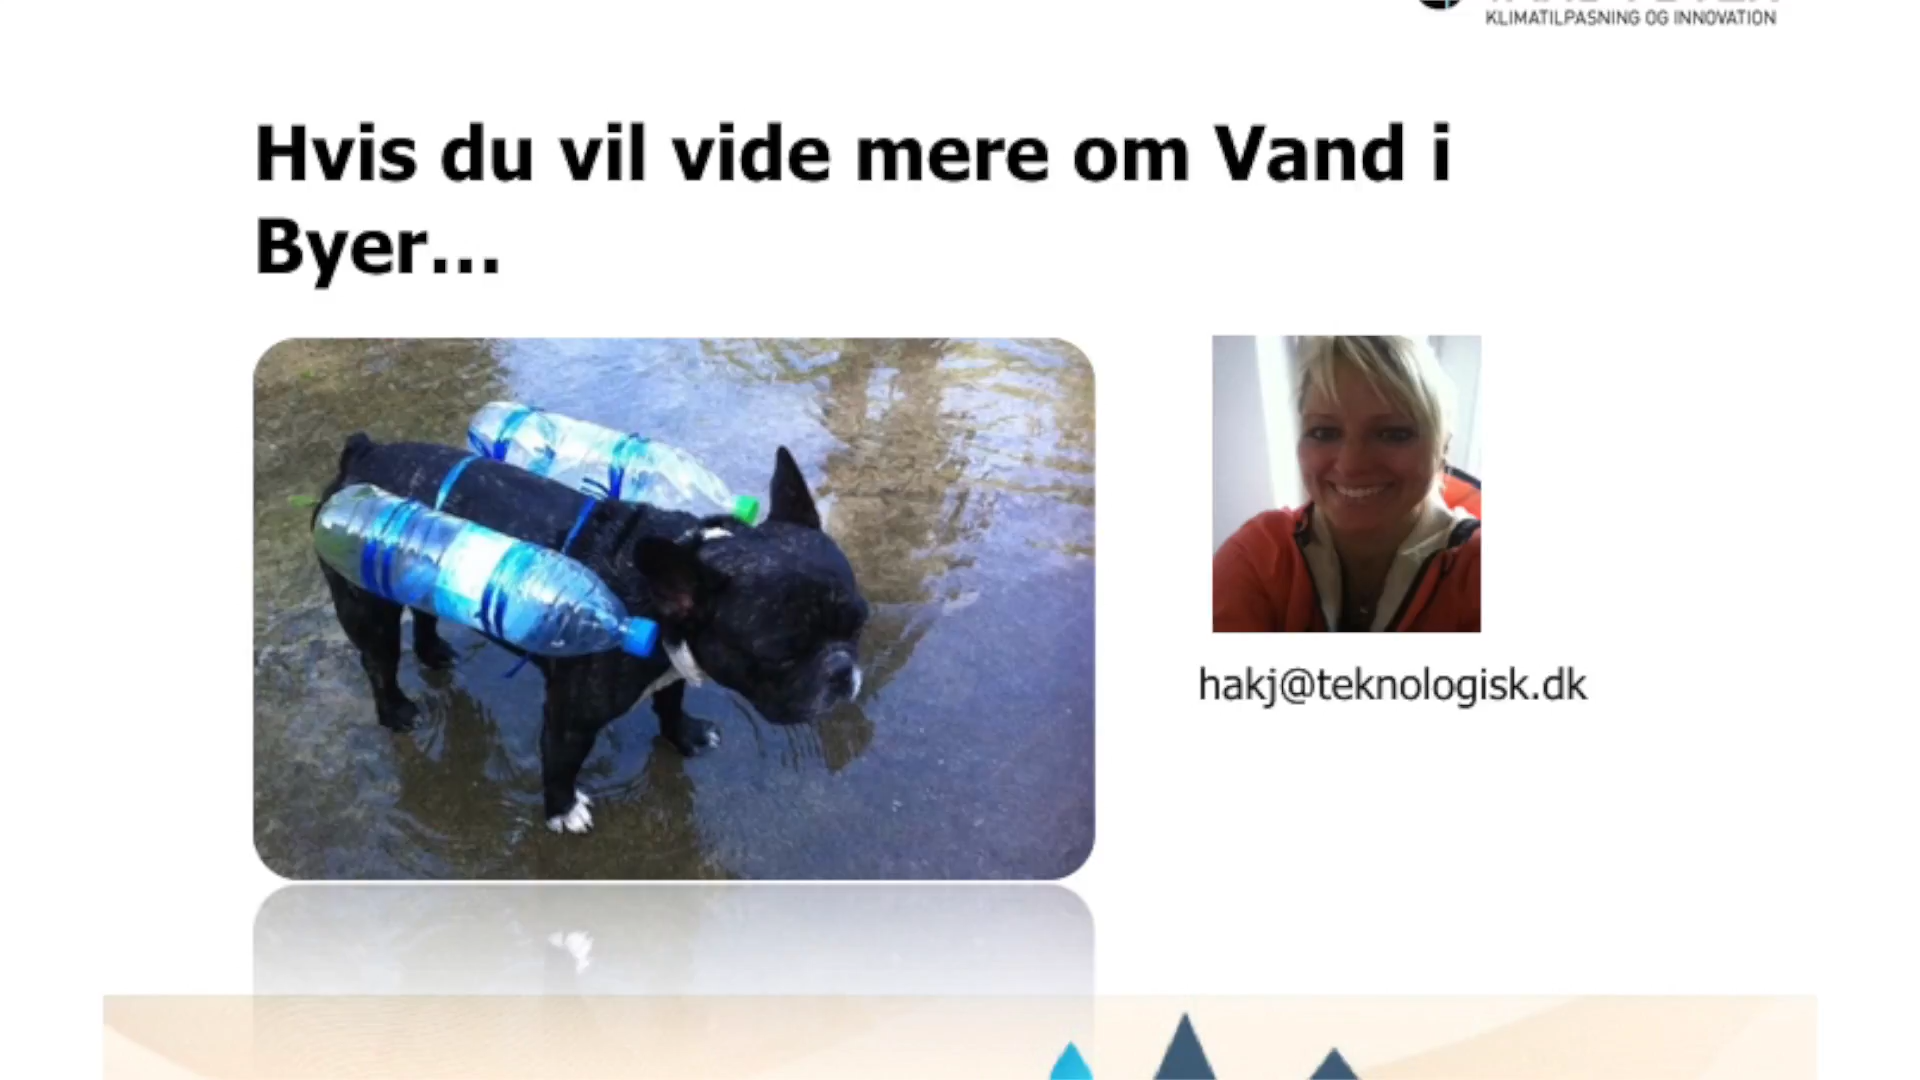 KLIMATILPASNING OG INNOVATION
Hvis du vil vide mere om Vand i
Byer...
hakj@teknologisk.dk